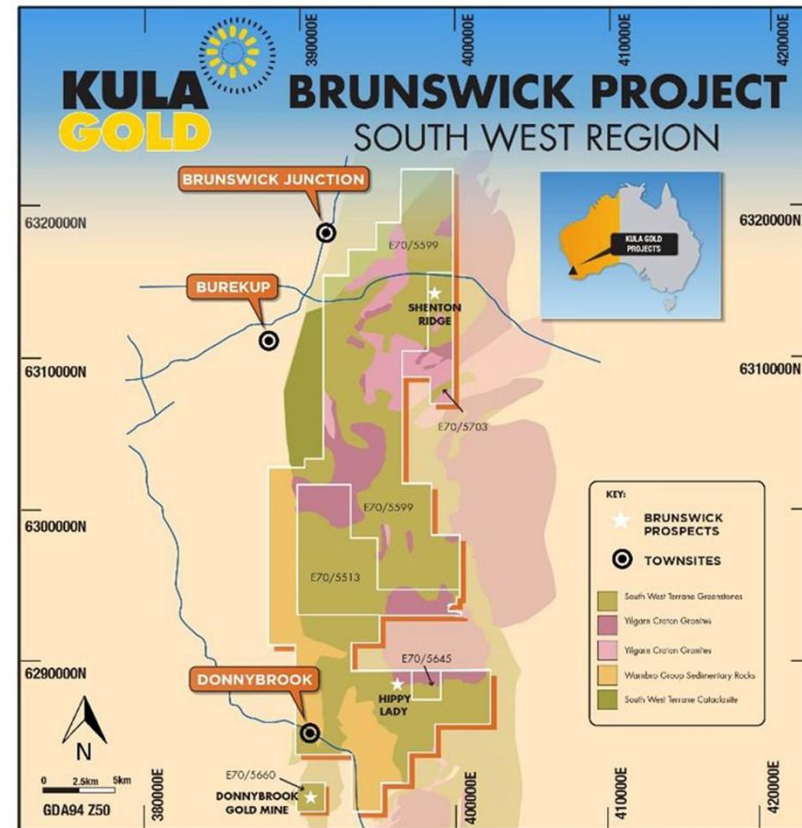 390000E
400000E
410000E
420000E
KULA
GOLD
BRUNSWICK PROJECT
SOUTH WEST REGION
BRUNSWICK JUNCTION
6320000N
6320000N
KULA GOLD
PROJECTS
E70/5599
BUREKUP
SHENTON
RIDGE
6310000N
6310000N
E70/5703
KEY:
BRUNSWICK
PROSPECTS
TOWNSITES
6300000N
6300000N
E70/5599
E70/5513
South West Terrane Greenstones
Yilgarn Craton Granites
Yilgarn Craton Granites
Warnbro Group Sedimentary Rocks
South West Terrane Cataclasite
6290000N
6290000N
E70/5645
DONNYBROOK
HIPPY
LADY
N
0 2.5km 5km
GDA94 Z50
E70/5660
DONNYBROOK
GOLD MINE
380000E
400000E
410000E
420000E